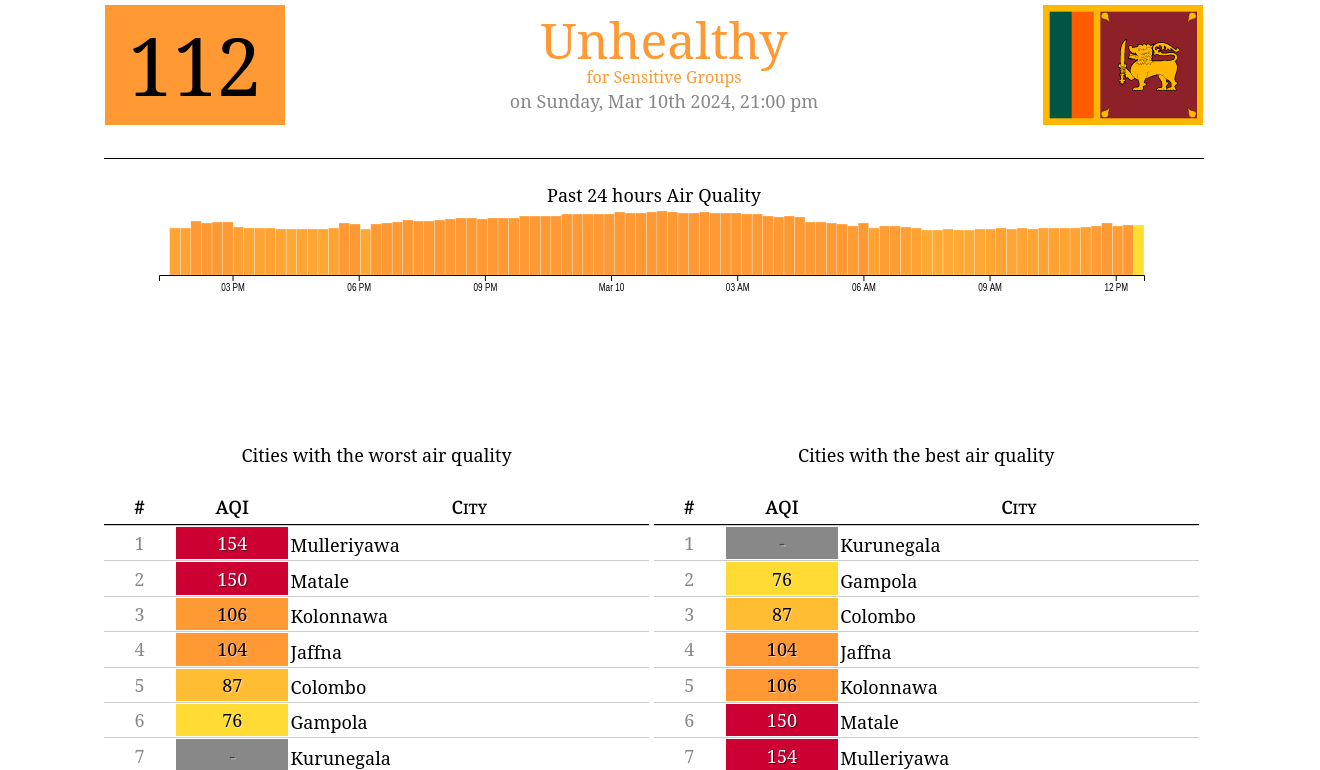 112
Unhealthy
for Sensitive Groups
on Sunday, Mar 10th 2024, 21:00 pm
Past 24 hours Air Quality
03 PM 06 PM 09 PM Mar 10 03 AM 06 AM 09 AM 12 PM
Cities with the worst air quality
# AQI City
1 154 Mulleriyawa
2 150 Matale
3 106 Kolonnawa
4 104 Jaffna
5 87 Colombo
6 76 Gampola
7 - Kurunegala
Cities with the best air quality
# AQI City
1 - Kurunegala
2 76 Gampola
3 87 Colombo
4 104 Jaffna
5 106 Kolonnawa
6 150 Matale
7 154 Mulleriyawa